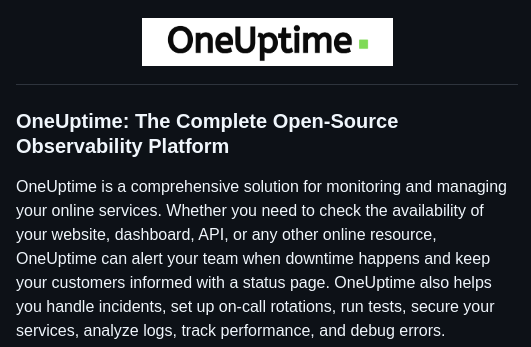 OneUptime
OneUptime: The Complete Open-Source
Observability Platform
OneUptime is a comprehensive solution for monitoring and managing
your online services. Whether you need to check the availability of
your website, dashboard, API, or any other online resource,
OneUptime can alert your team when downtime happens and keep
your customers informed with a status page. OneUptime also helps
you handle incidents, set up on-call rotations, run tests, secure your
services, analyze logs, track performance, and debug errors.